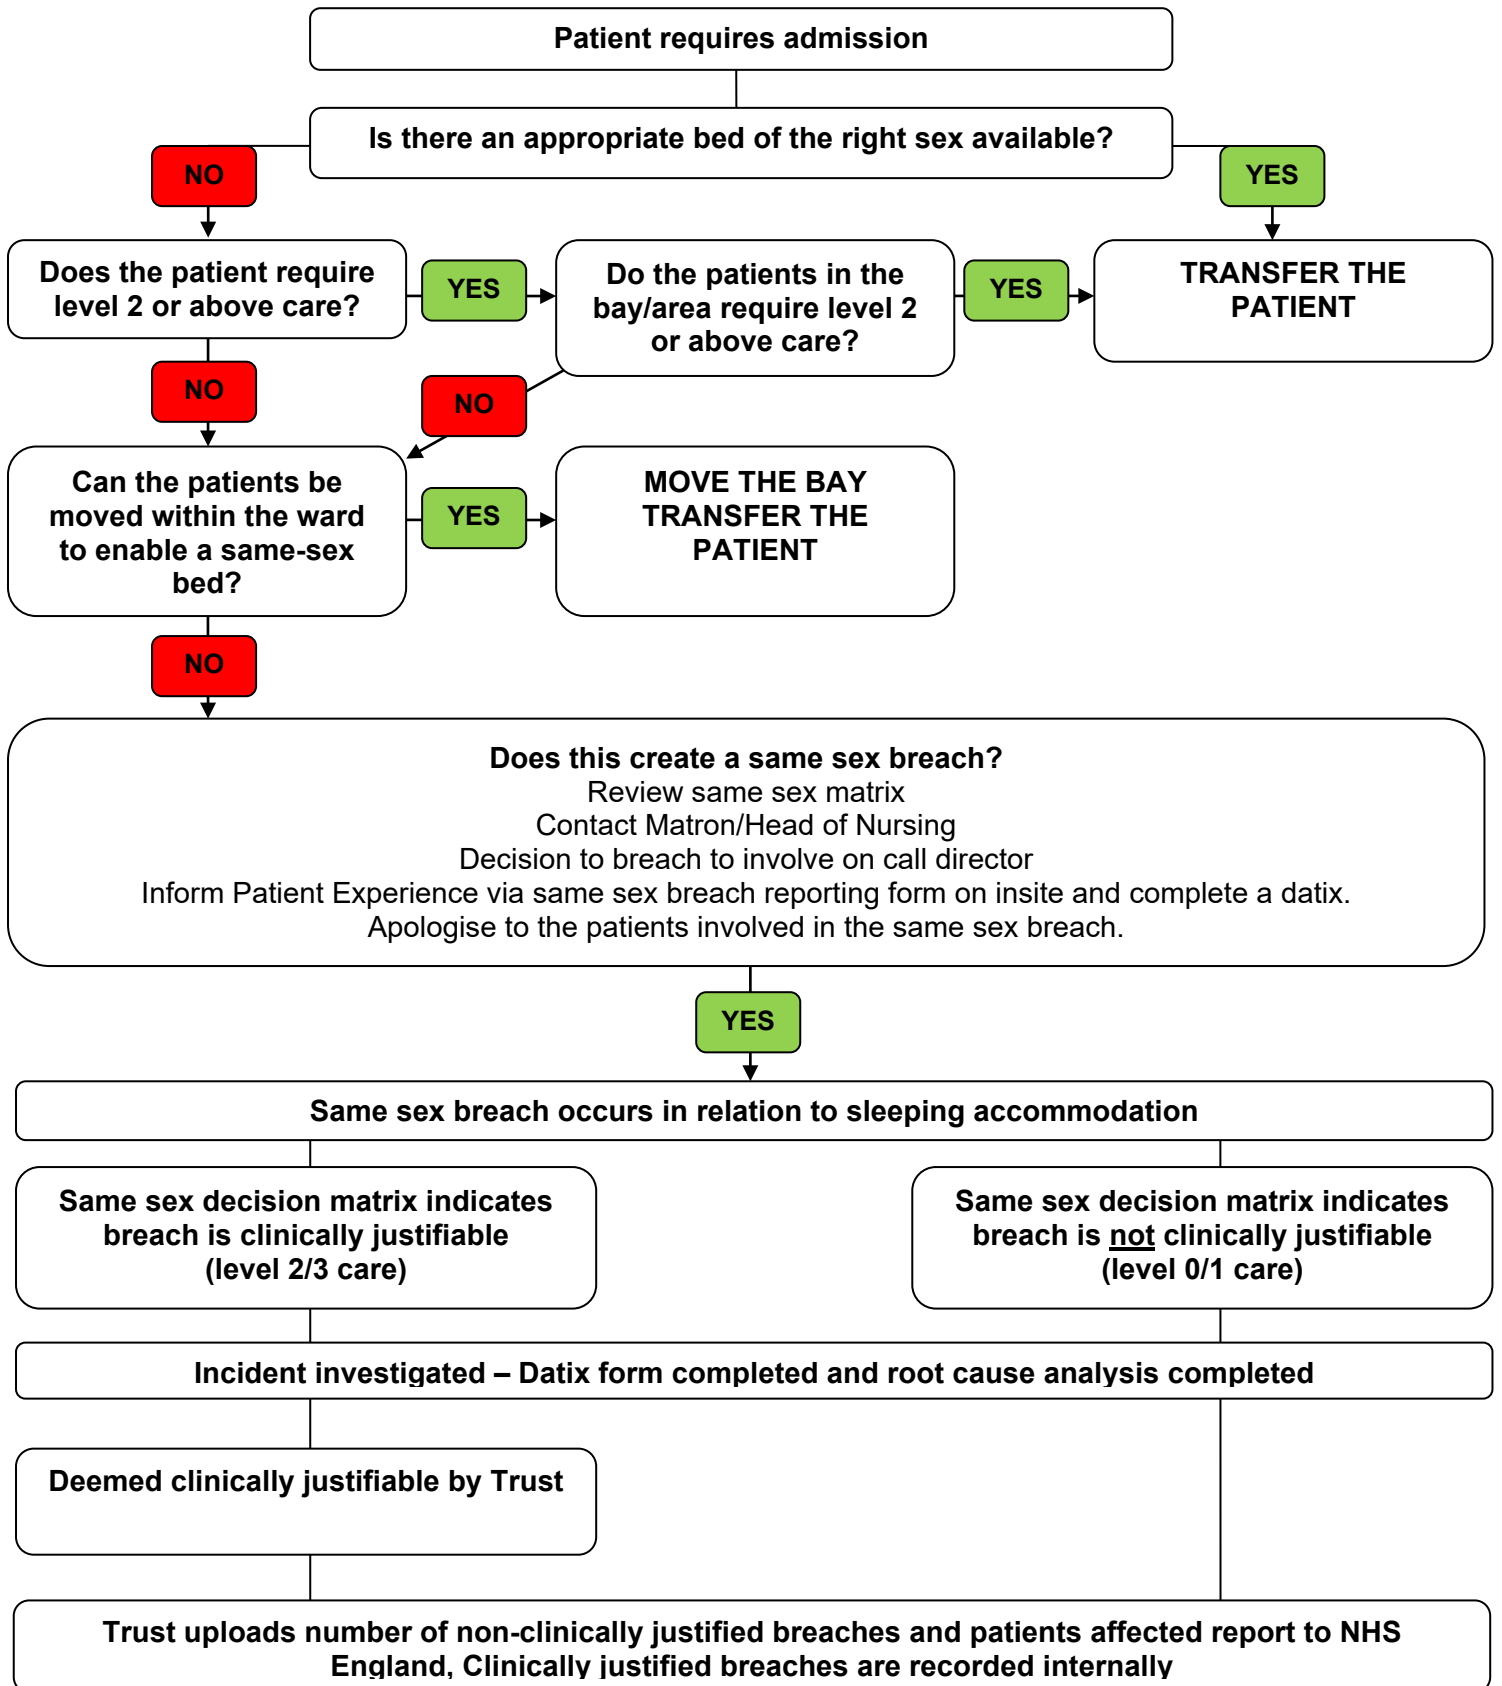 Patient requires admission
Is there an appropriate bed of the right sex available?
NO
YES
Does the patient require
level 2 or above care?
YES
Do the patients in the
bay/area require level 2
or above care?
YES
TRANSFER THE
PATIENT
NO
NO
Can the patients be
moved within the ward
to enable a same-sex
bed?
YES
MOVE THE BAY
TRANSFER THE
PATIENT
NO
Does this create a same sex breach?
Review same sex matrix
Contact Matron/Head of Nursing
Decision to breach to involve on call director
Inform Patient Experience via same sex breach reporting form on insite and complete a datix.
Apologise to the patients involved in the same sex breach.
YES
Same sex breach occurs in relation to sleeping accommodation
Same sex decision matrix indicates
breach is clinically justifiable
(level 2/3 care)
Same sex decision matrix indicates
breach is not clinically justifiable
(level 0/1 care)
Incident investigated – Datix form completed and root cause analysis completed
Deemed clinically justifiable by Trust
Trust uploads number of non-clinically justified breaches and patients affected report to NHS
England, Clinically justified breaches are recorded internally